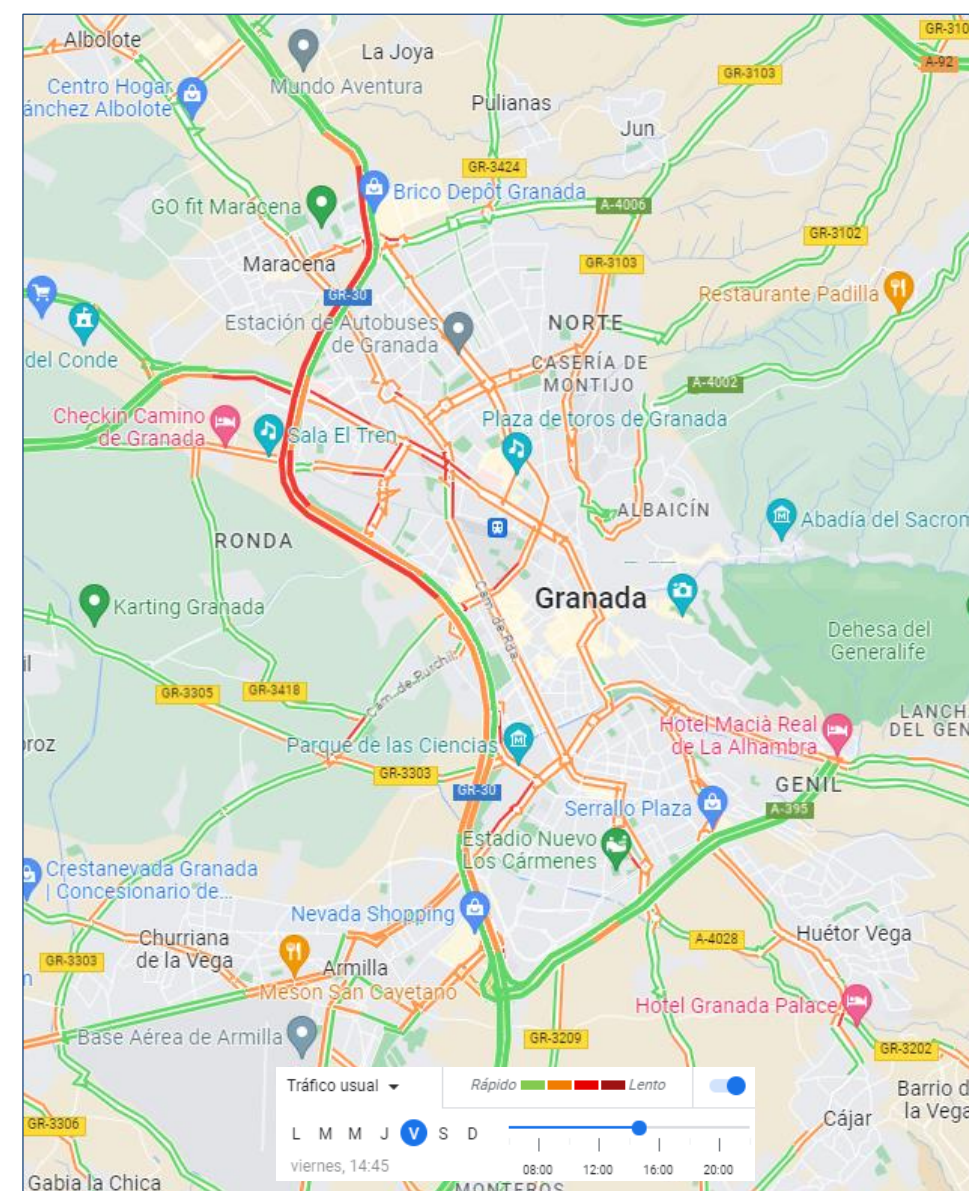 GR-310
Albolote
La Joya
A-92
GR-3103
Centro Hogar
ánchez Albolote
Mundo Aventura
Pulianas
Jun
GR-3424
Brico Depôt Granada
GO fit Maracena
A-4006
GR-3102
Maracena
GR-3103
GR-30
Restaurante Padilla
Estación de Autobuses
de Granada
NORTE
del Conde
CASERÍA DE
MONTIJO
A-4002
Checkin Camino
de Granada
Plaza de toros de Granada
Sala El Tren
ALBAICÍN
Abadía del Sacrom
RONDA
Cam. de Rda.
Granada
Karting Granada
Dehesa del
Generalife
Cam. de Purchil
GR-3305
GR-3418
LANCH
DEL GEN
Hotel Macià Real
de La Alhambra
roz
Parque de las Ciencias
GR-3303
GR-30
GENIL
Serrallo Plaza
A-395
Estadio Nuevo
Los Cármenes
Crestanevada Granada
| Concesionario de...
Nevada Shopping
Churriana
de la Vega
A-4028
Huétor Vega
GR-3303
Armilla
Meson San Cayetano
Hotel Granada Palace
Base Aérea de Armilla
GR-3209
GR-3202
Tráfico usual
Rápido
Lento
Barrio d
la Vega
Cájar
GR-3306
L M M J V S D
viernes, 14:45
08:00 12:00 16:00 20:00
Gabia la Chica
MONTEROS